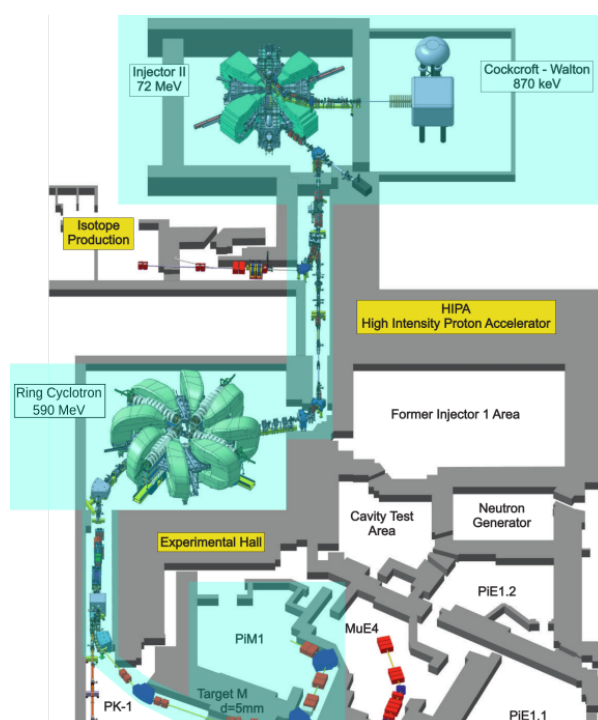 Injector II
72 MeV
Cockcroft - Walton
870 keV
Isotope
Production
HIPA
High Intensity Proton Accelerator
Ring Cyclotron
590 MeV
Former Injector 1 Area
Cavity Test
Area
Neutron
Generator
Experimental Hall
PiE1.2
PiM1
MuE4
Target M
d=5mm
PK-1
PiE1.1